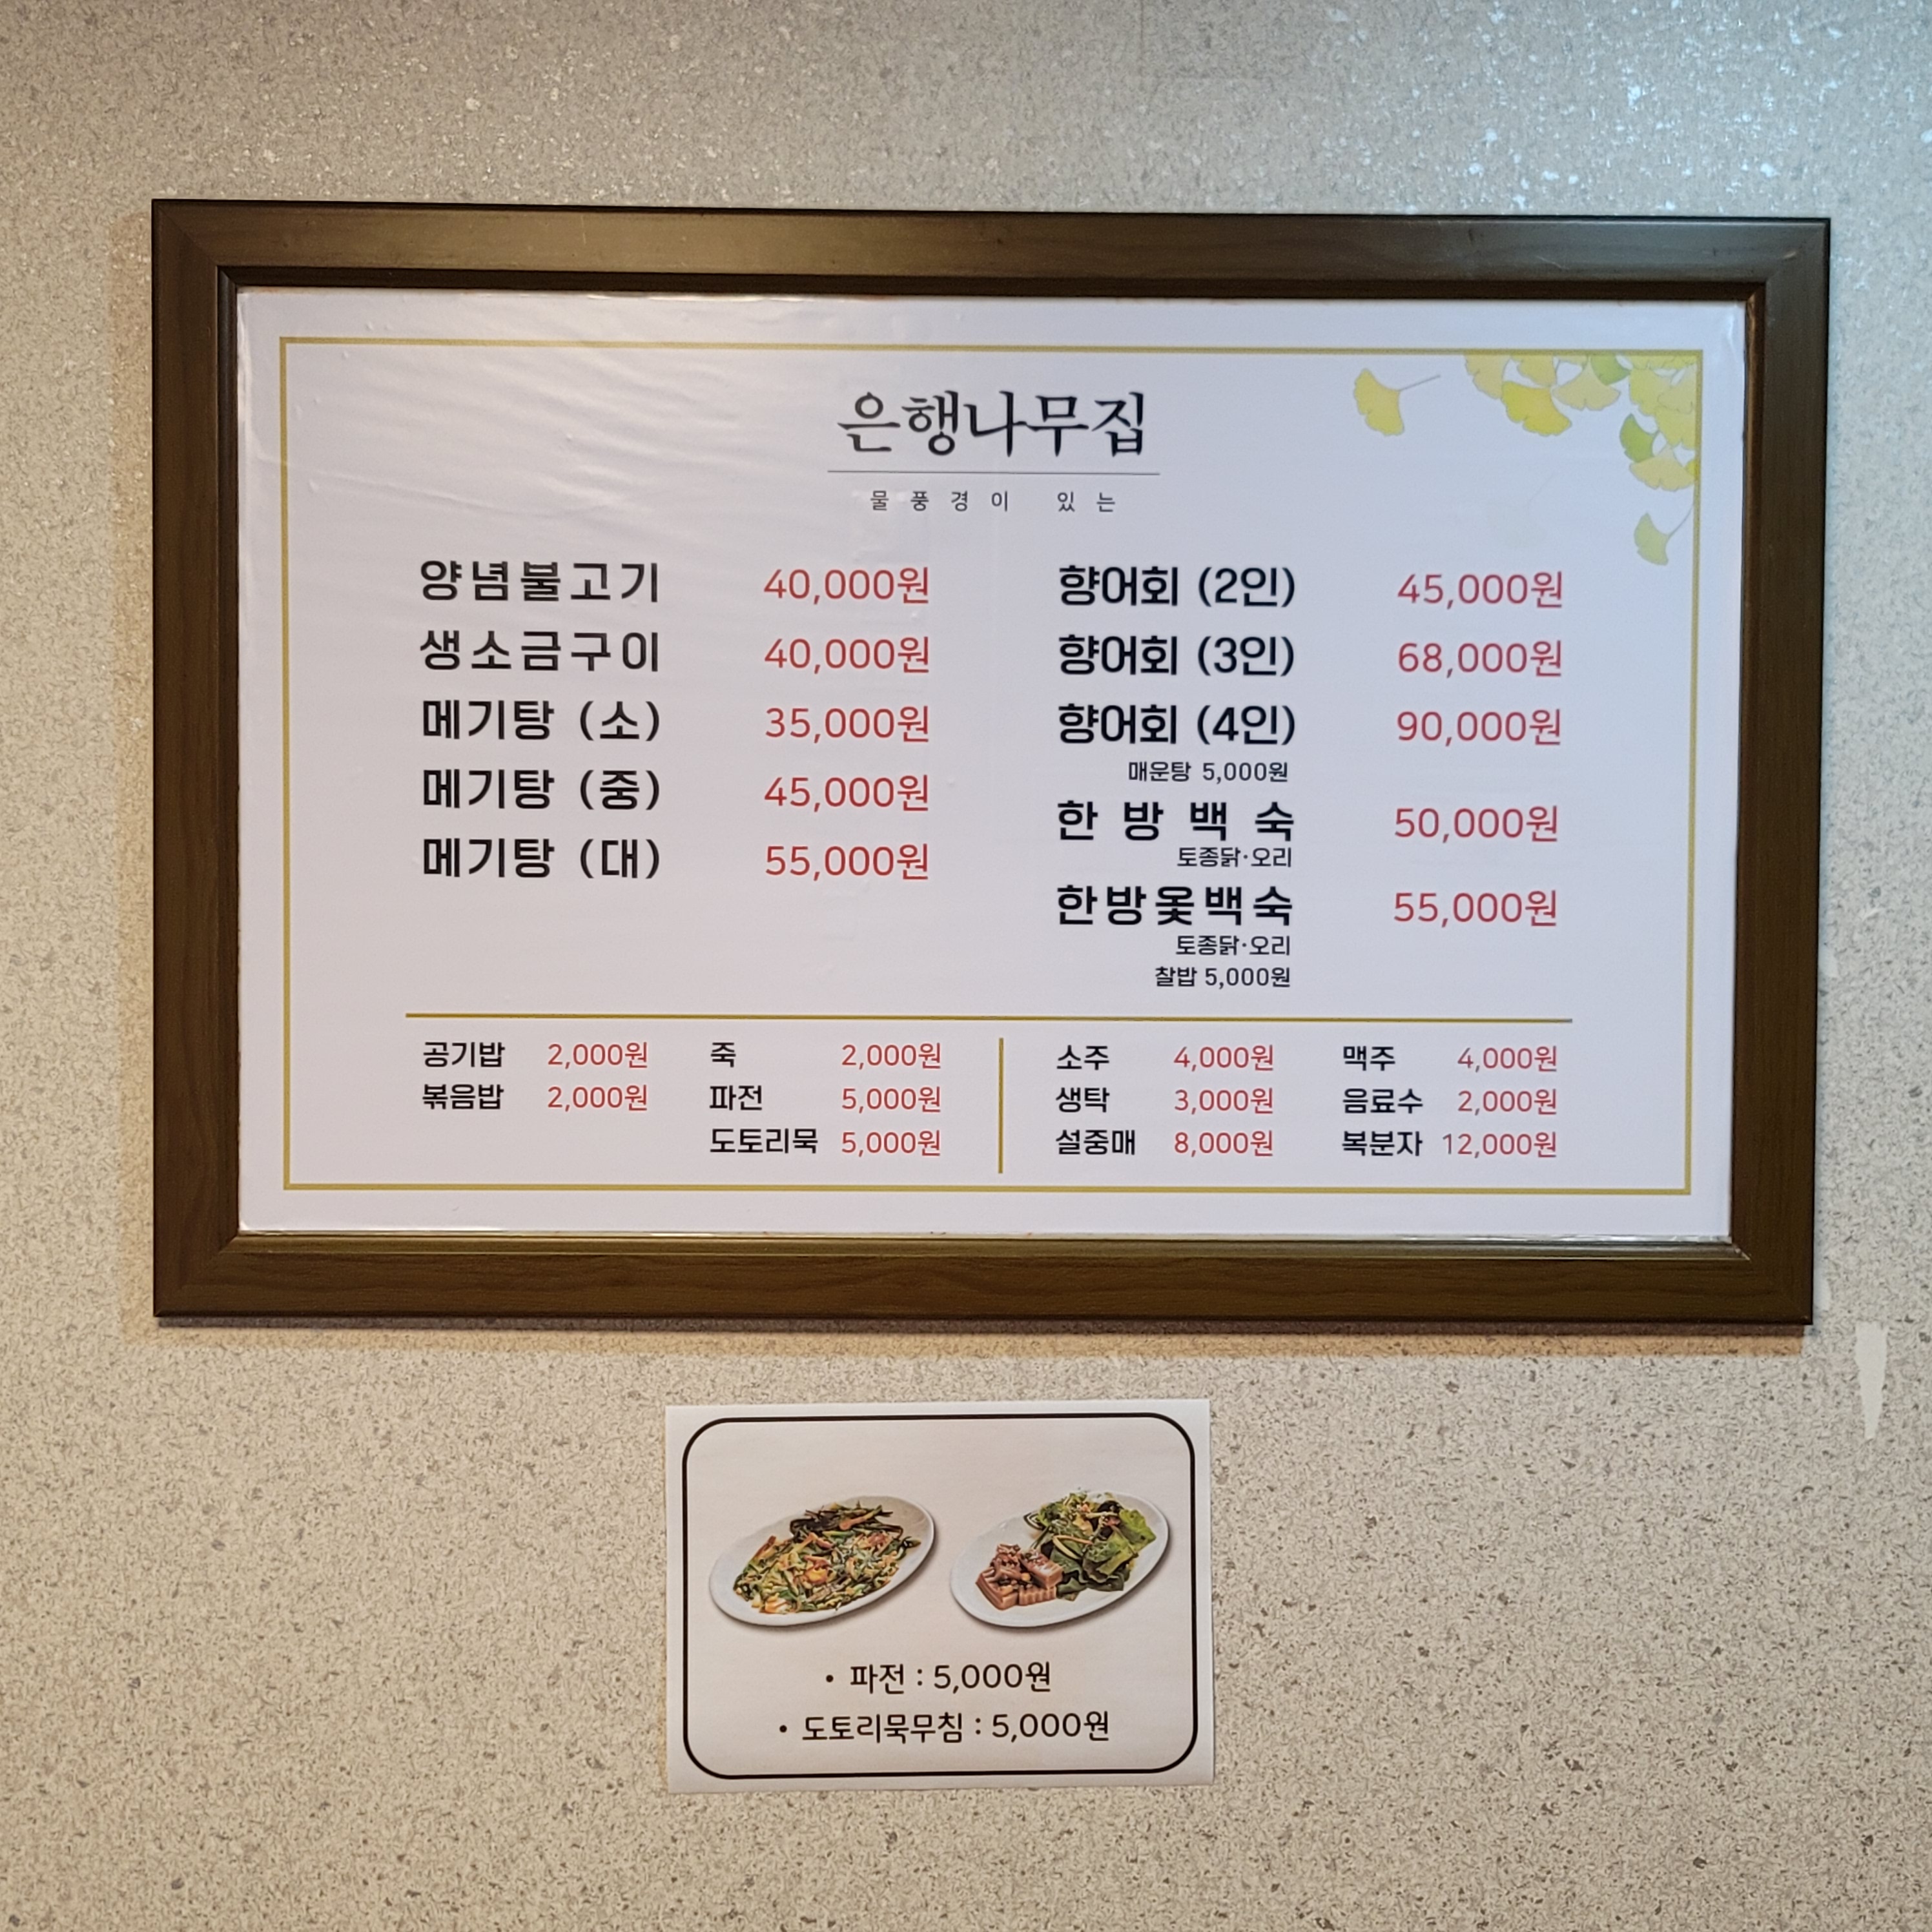 은행나무집
물풍경이 있는
양념불고기 40,000원
생소금구이 40,000원
메기탕 (소) 35,000원
메기탕 (중) 45,000원
메기탕 (대) 55,000원
향어회 (2인) 45,000원
향어회 (3인) 68,000원
향어회 (4인) 90,000원
매운탕 5,000원
한방백숙 50,000원
토종닭·오리
한방옻백숙 55,000원
토종닭·오리
찰밥 5,000원
공기밥 2,000원 죽 2,000원
볶음밥 2,000원 파전 5,000원
도토리묵 5,000원
소주 4,000원 맥주 4,000원
생탁 3,000원 음료수 2,000원
설중매 8,000원 복분자 12,000원
• 파전 : 5,000원
• 도토리묵무침 : 5,000원